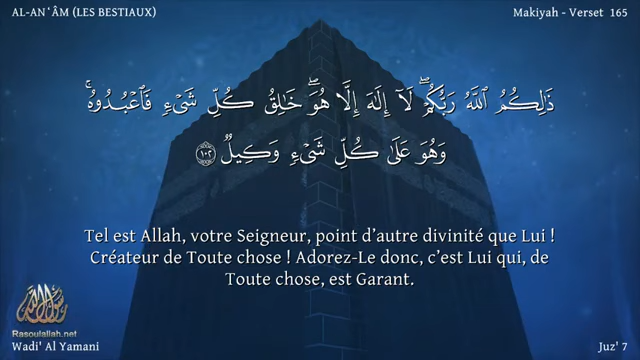 AL-AN'ÂM (LES BESTIAUX)
Makiyah - Verset 165
ذَٰلِكُمُ ٱللَّهُ رَبُّكُمْ ۖ لَآ إِلَٰهَ إِلَّا هُوَ ۖ خَٰلِقُ كُلِّ شَىْءٍ فَٱعْبُدُوهُ ۚ
وَهُوَ عَلَىٰ كُلِّ شَىْءٍ وَكِيلٌ ١٠٢
Tel est Allah, votre Seigneur, point d’autre divinité que Lui !
Créateur de Toute chose ! Adorez-Le donc, c’est Lui qui, de
Toute chose, est Garant.
رسول الله
Rasoulallah.net
Wadi' Al Yamani
Juz' 7